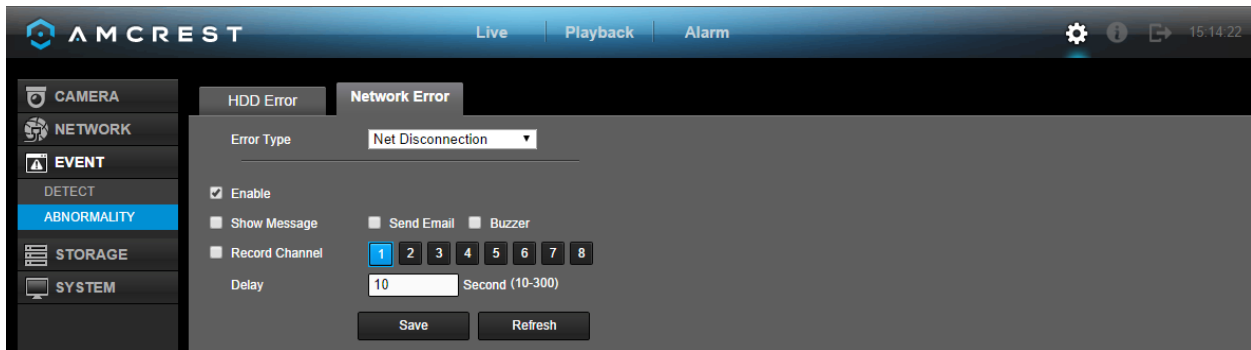 AMCREST Live Playback Alarm 15:14:22
CAMERA
NETWORK
EVENT
DETECT
ABNORMALITY
STORAGE
SYSTEM
HDD Error Network Error
Error Type Net Disconnection
Enable
Show Message Send Email Buzzer
Record Channel 1 2 3 4 5 6 7 8
Delay 10 Second (10-300)
Save Refresh